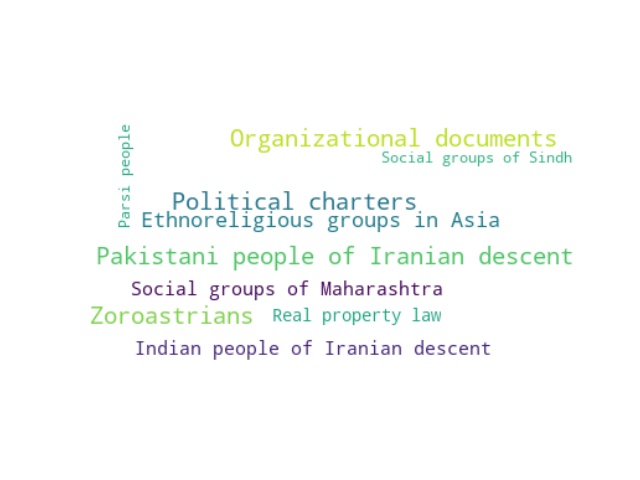 Parsi people
Organizational documents
Social groups of Sindh
Political charters
Ethnoreligious groups in Asia
Pakistani people of Iranian descent
Social groups of Maharashtra
Zoroastrians
Real property law
Indian people of Iranian descent